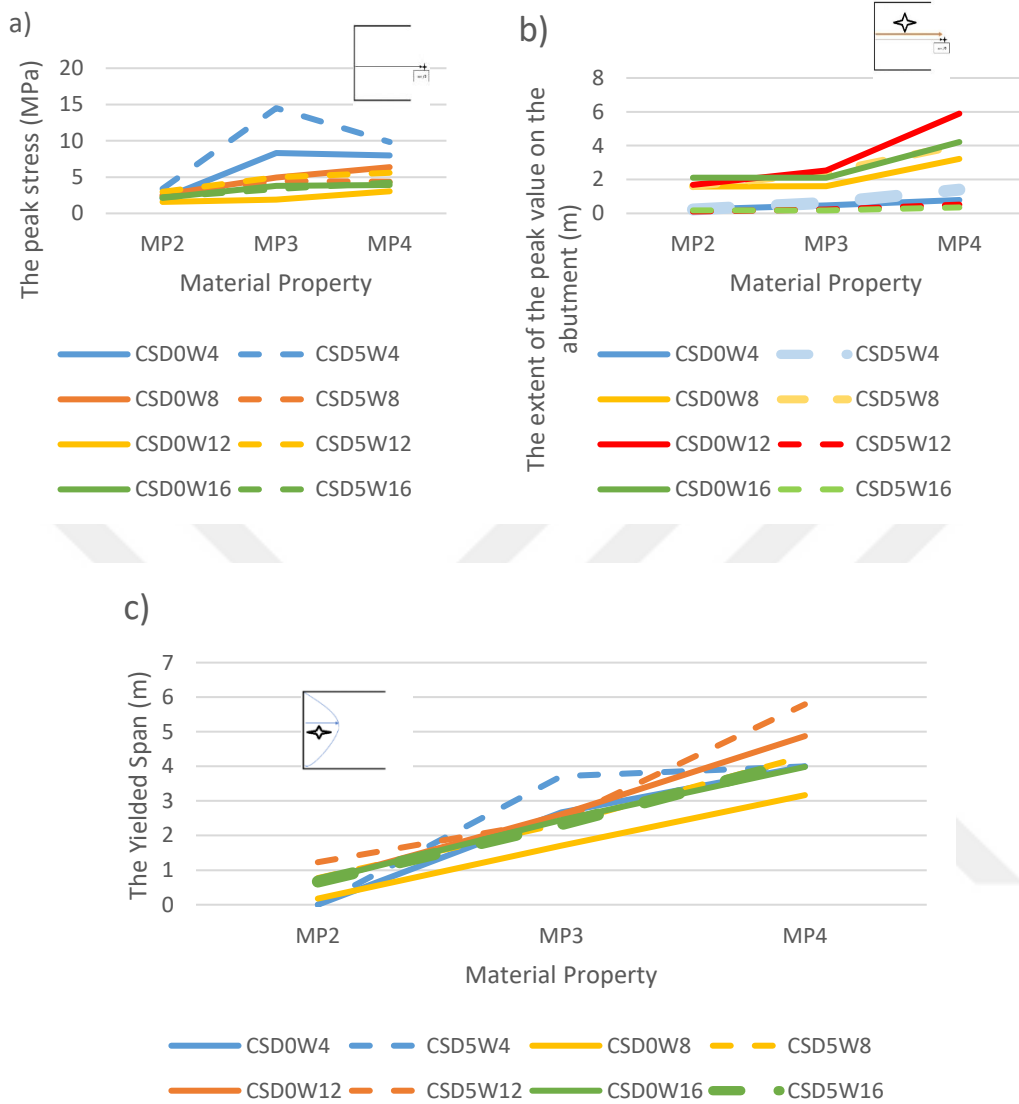 a)
The peak stress (MPa)
20
15
10
5
0
MP2 MP3 MP4
Material Property
CSD0W4 CSD5W4
CSD0W8 CSD5W8
CSD0W12 CSD5W12
CSD0W16 CSD5W16
b)
The extent of the peak value on the
abutment (m)
8
6
4
2
0
MP2 MP3 MP4
Material Property
CSD0W4 CSD5W4
CSD0W8 CSD5W8
CSD0W12 CSD5W12
CSD0W16 CSD5W16
c)
The Yielded Span (m)
7
6
5
4
3
2
1
0
MP2 MP3 MP4
Material Property
CSD0W4 CSD5W4 CSD0W8 CSD5W8
CSD0W12 CSD5W12 CSD0W16 CSD5W16